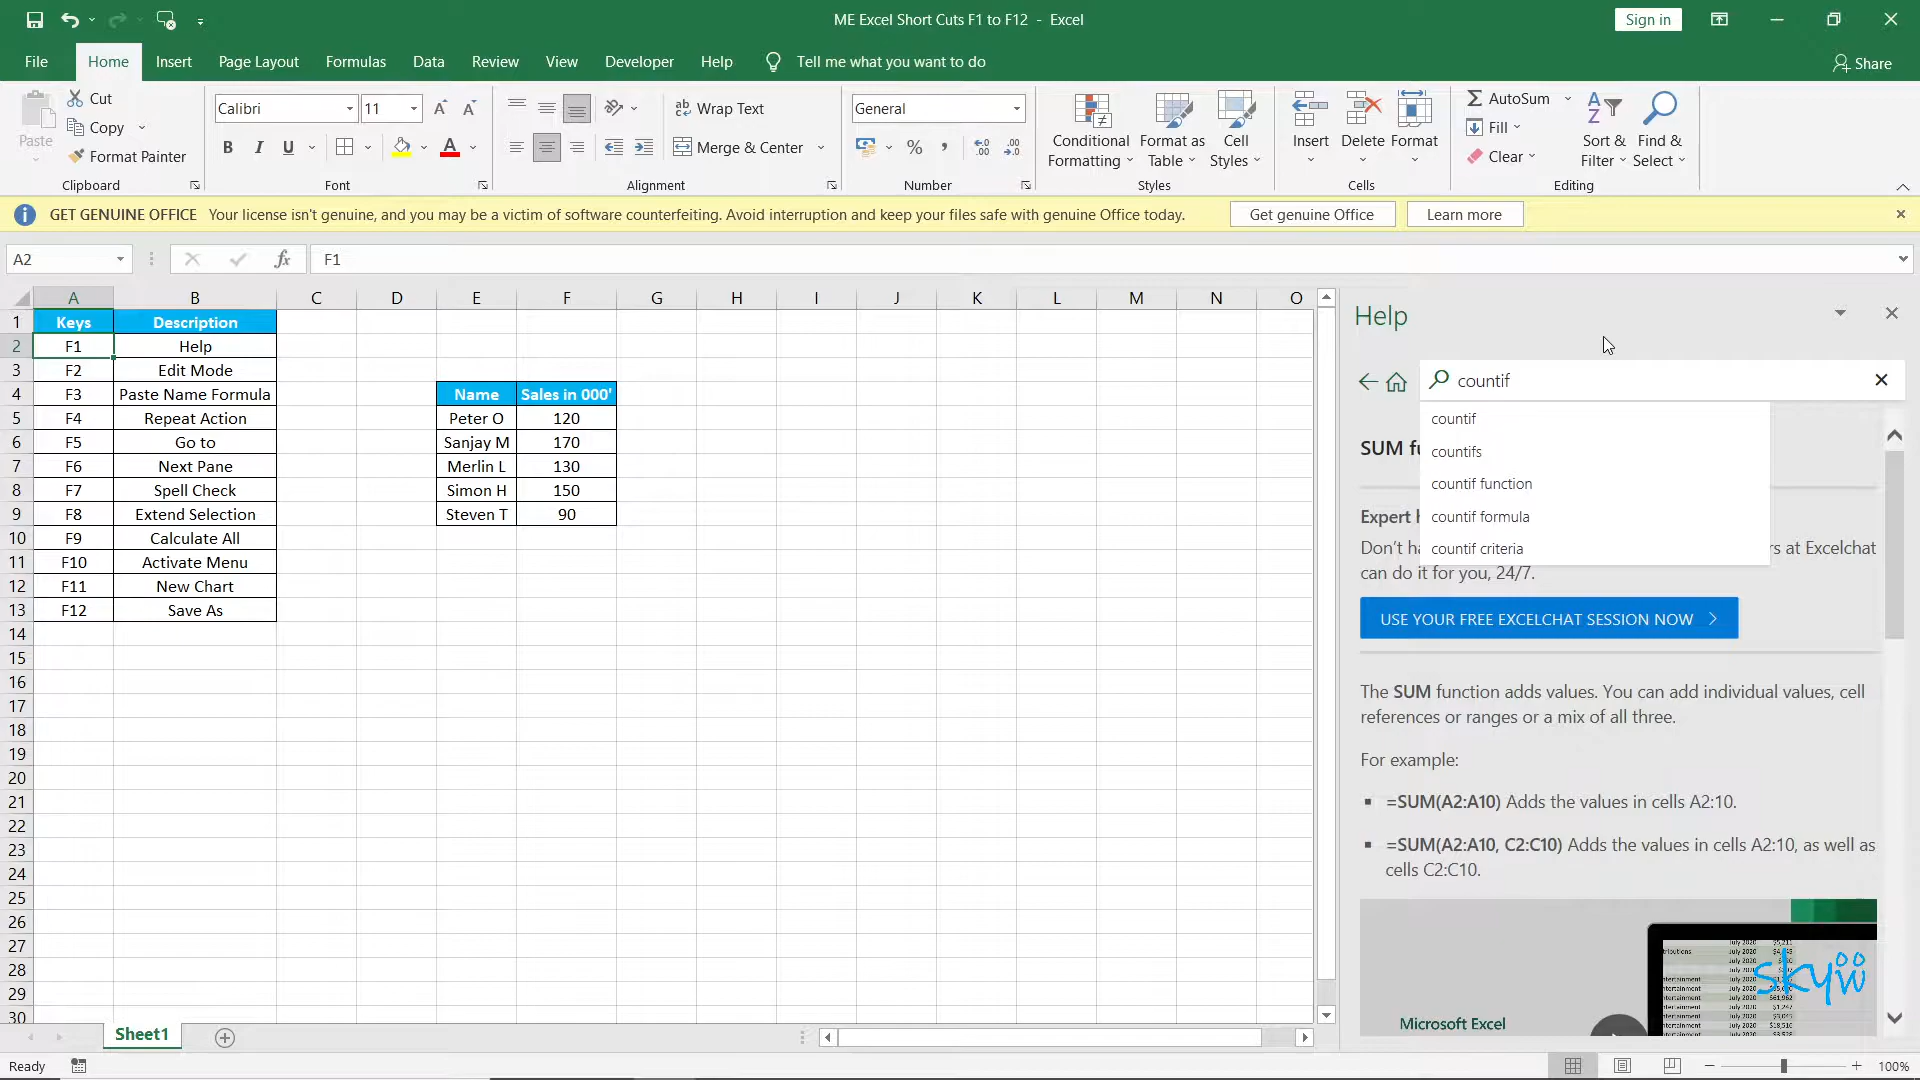 ME Excel Short Cuts F1 to F12 - Excel
Sign in
File Home Insert Page Layout Formulas Data Review View Developer Help Tell me what you want to do
Share
Paste
Cut
Copy
Format Painter
Clipboard
Calibri 11
B I U
Font
Wrap Text
Merge & Center
Alignment
General
Number
Conditional Formatting
Format as Table
Cell Styles
Styles
Insert
Delete
Format
Cells
AutoSum
Fill
Clear
Sort & Filter
Find & Select
Editing
GET GENUINE OFFICE Your license isn't genuine, and you may be a victim of software counterfeiting. Avoid interruption and keep your files safe with genuine Office today.
Get genuine Office
Learn more
A2
fx
F1
A B C D E F G H I J K L M N O
1 Keys Description
2 F1 Help
3 F2 Edit Mode
4 F3 Paste Name Formula Name Sales in 000'
5 F4 Repeat Action Peter O 120
6 F5 Go to Sanjay M 170
7 F6 Next Pane Merlin L 130
8 F7 Spell Check Simon H 150
9 F8 Extend Selection Steven T 90
10 F9 Calculate All
11 F10 Activate Menu
12 F11 New Chart
13 F12 Save As
14
15
16
17
18
19
20
21
22
23
24
25
26
27
28
29
30
Help
countif
countif
countifs
countif function
countif formula
countif criteria
SUM f
Expert
Don't ha
rs at Excelchat
can do it for you, 24/7.
USE YOUR FREE EXCELCHAT SESSION NOW
The SUM function adds values. You can add individual values, cell
references or ranges or a mix of all three.
For example:
=SUM(A2:A10) Adds the values in cells A2:10.
=SUM(A2:A10, C2:C10) Adds the values in cells A2:10, as well as
cells C2:C10.
Microsoft Excel
skyiiw
Sheet1
Ready
100%